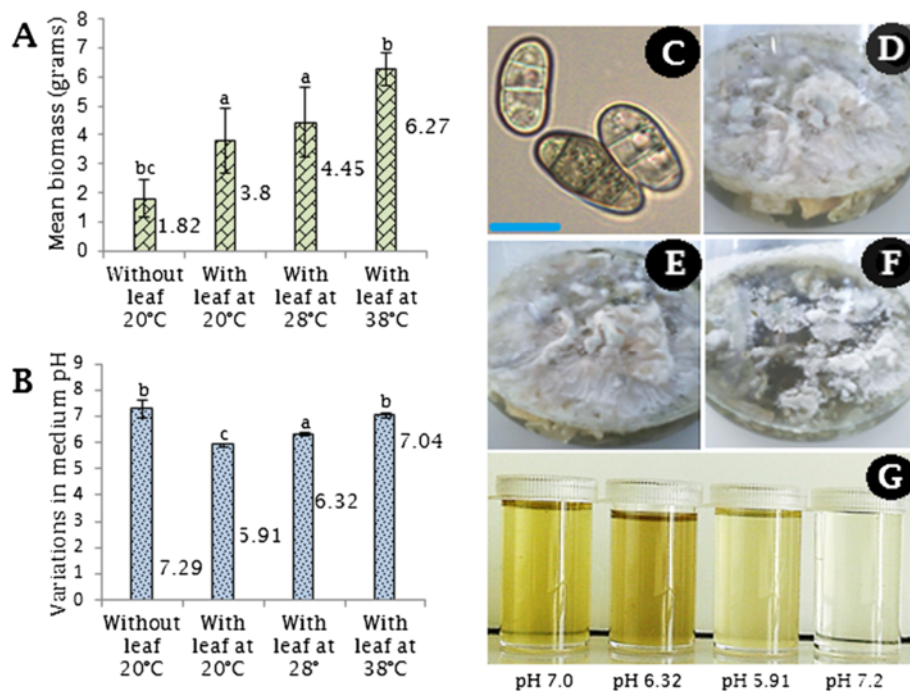 A
Mean biomass (grams)
8
7
6
5
4
3
2
1
0
bc
a
a
b
1.82
3.8
4.45
6.27
Without leaf 20°C
With leaf at 20°C
With leaf at 28°C
With leaf at 38°C
B
Variations in medium pH
9
8
7
6
5
4
3
2
1
0
b
c
a
b
7.29
5.91
6.32
7.04
Without leaf 20°C
With leaf at 20°C
With leaf at 28°
With leaf at 38°C
C
D
E
F
G
pH 7.0
pH 6.32
pH 5.91
pH 7.2